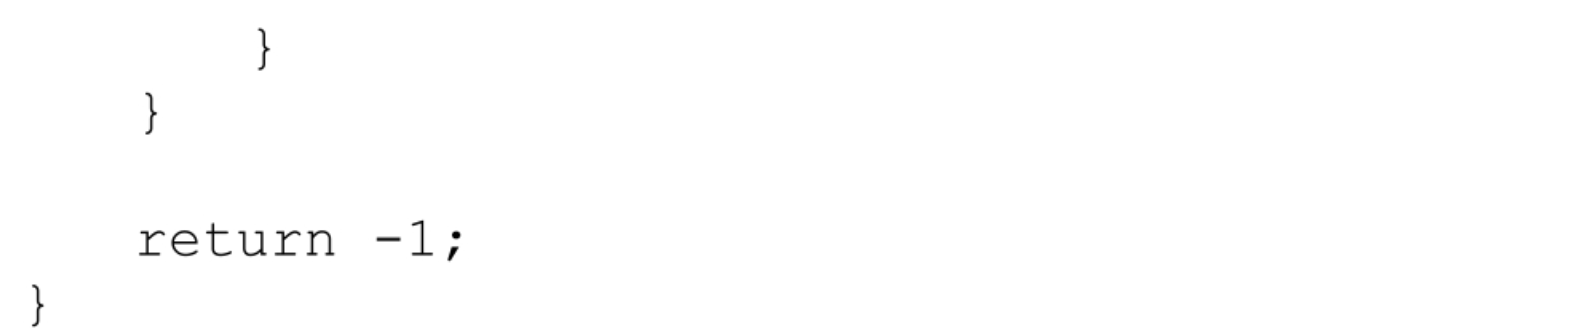 }
    }

    return -1;
}